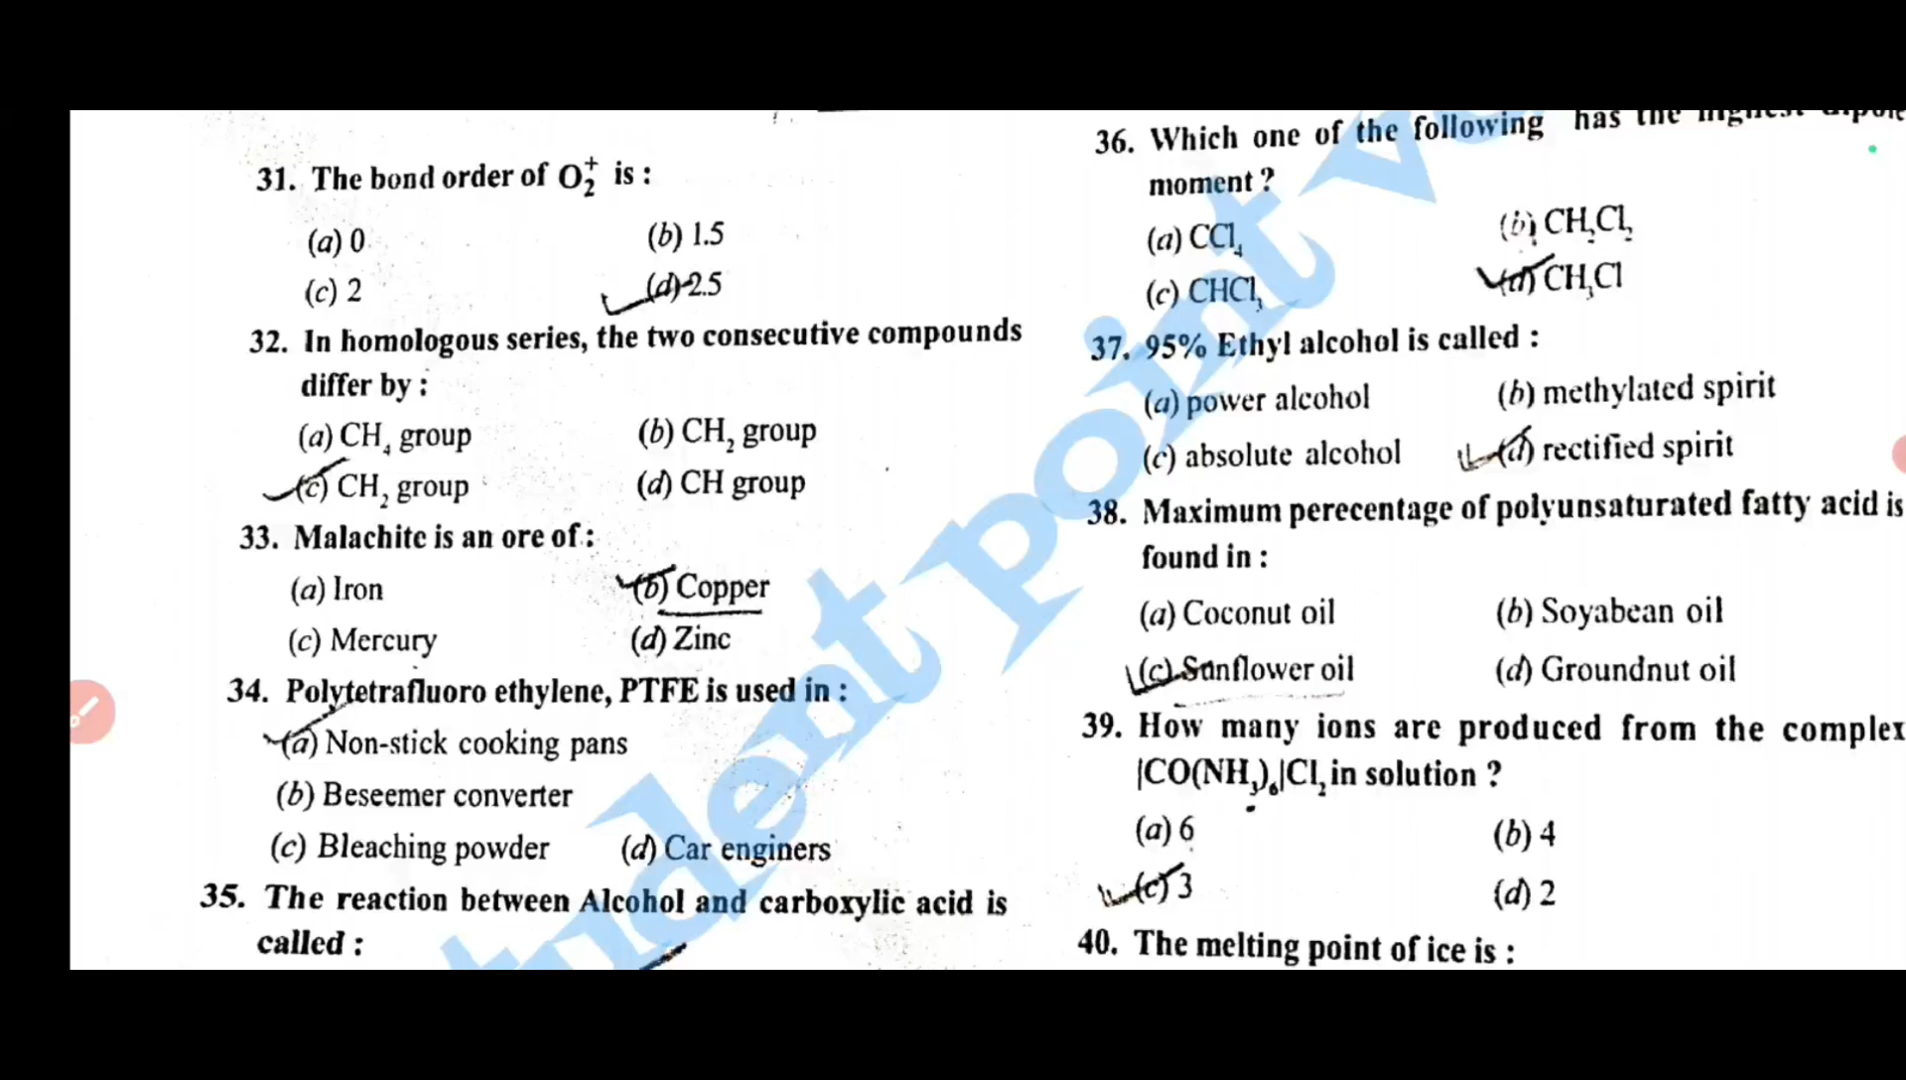 31. The bond order of O₂⁺ is :
(a) 0 (b) 1.5
(c) 2 (d) 2.5
32. In homologous series, the two consecutive compounds
differ by :
(a) CH₄ group (b) CH₂ group
(c) CH₂ group (d) CH group
33. Malachite is an ore of :
(a) Iron (b) Copper
(c) Mercury (d) Zinc
34. Polytetrafluoro ethylene, PTFE is used in :
(a) Non-stick cooking pans
(b) Beseemer converter
(c) Bleaching powder (d) Car enginers
35. The reaction between Alcohol and carboxylic acid is
called :
36. Which one of the following has the highest dipole
moment ?
(a) CCl₄ (b) CH₂Cl₂
(c) CHCl₃ (d) CH₃Cl
37. 95% Ethyl alcohol is called :
(a) power alcohol (b) methylated spirit
(c) absolute alcohol (d) rectified spirit
38. Maximum perecentage of polyunsaturated fatty acid is
found in :
(a) Coconut oil (b) Soyabean oil
(c) Sunflower oil (d) Groundnut oil
39. How many ions are produced from the complex
|CO(NH₃)₆|Cl₂ in solution ?
(a) 6 (b) 4
(c) 3 (d) 2
40. The melting point of ice is :